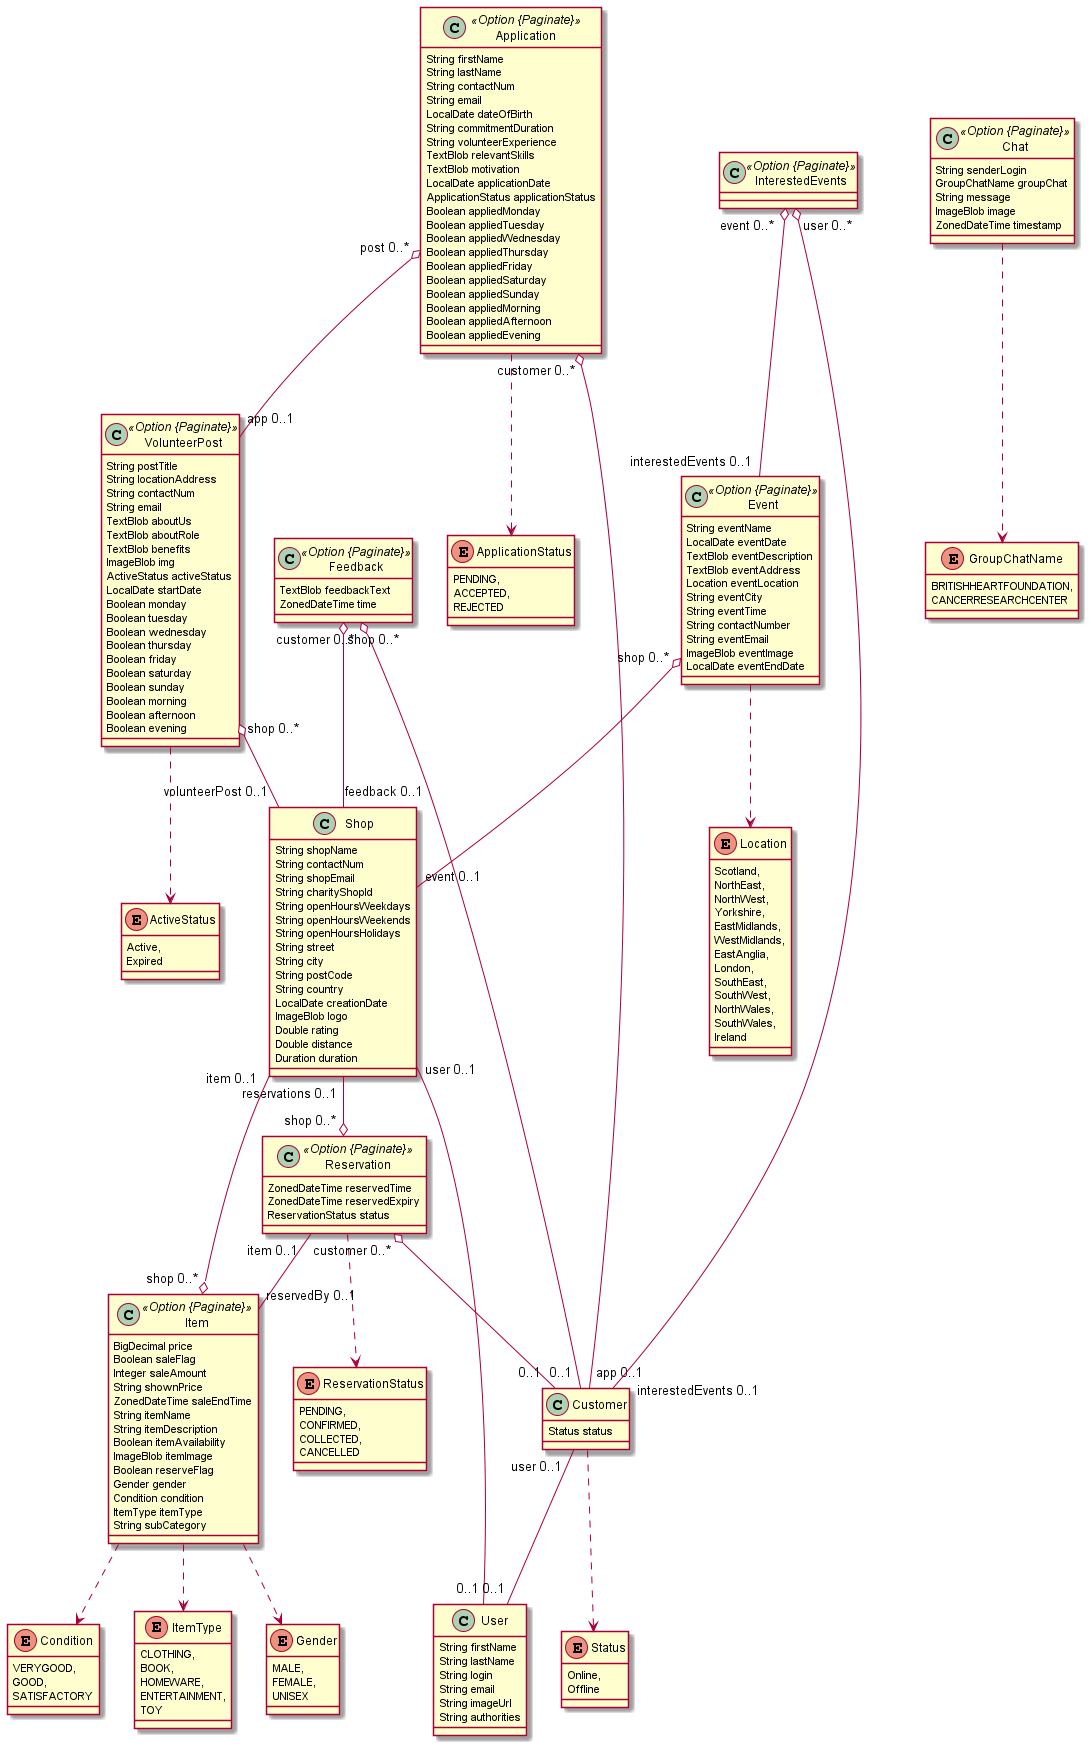 «Option {Paginate}»
Application
String firstName
String lastName
String contactNum
String email
LocalDate dateOfBirth
String commitmentDuration
String volunteerExperience
TextBlob relevantSkills
TextBlob motivation
LocalDate applicationDate
ApplicationStatus applicationStatus
Boolean appliedMonday
Boolean appliedTuesday
Boolean appliedWednesday
Boolean appliedThursday
Boolean appliedFriday
Boolean appliedSaturday
Boolean appliedSunday
Boolean appliedMorning
Boolean appliedAfternoon
Boolean appliedEvening
«Option {Paginate}»
InterestedEvents
«Option {Paginate}»
Chat
String senderLogin
GroupChatName groupChat
String message
ImageBlob image
ZonedDateTime timestamp
event 0..*
user 0..*
post 0..*
customer 0..*
app 0..1
«Option {Paginate}»
VolunteerPost
String postTitle
String locationAddress
String contactNum
String email
TextBlob aboutUs
TextBlob aboutRole
TextBlob benefits
ImageBlob img
ActiveStatus activeStatus
LocalDate startDate
Boolean monday
Boolean tuesday
Boolean wednesday
Boolean thursday
Boolean friday
Boolean saturday
Boolean sunday
Boolean morning
Boolean afternoon
Boolean evening
interestedEvents 0..1
«Option {Paginate}»
Event
String eventName
LocalDate eventDate
TextBlob eventDescription
TextBlob eventAddress
Location eventLocation
String eventCity
String eventTime
String contactNumber
String eventEmail
ImageBlob eventImage
LocalDate eventEndDate
«Option {Paginate}»
Feedback
TextBlob feedbackText
ZonedDateTime time
E ApplicationStatus
PENDING,
ACCEPTED,
REJECTED
E GroupChatName
BRITISHHEARTFOUNDATION,
CANCERRESEARCHCENTER
customer 0..*
shop 0..*
shop 0..*
shop 0..*
volunteerPost 0..1
feedback 0..1
event 0..1
C Shop
String shopName
String contactNum
String shopEmail
String charityShopId
String openHoursWeekdays
String openHoursWeekends
String openHoursHolidays
String street
String city
String postCode
String country
LocalDate creationDate
ImageBlob logo
Double rating
Double distance
Duration duration
E Location
Scotland,
NorthEast,
NorthWest,
Yorkshire,
EastMidlands,
WestMidlands,
EastAnglia,
London,
SouthEast,
SouthWest,
NorthWales,
SouthWales,
Ireland
E ActiveStatus
Active,
Expired
item 0..1
reservations 0..1
user 0..1
shop 0..*
«Option {Paginate}»
Reservation
ZonedDateTime reservedTime
ZonedDateTime reservedExpiry
ReservationStatus status
item 0..1
customer 0..*
shop 0..*
reservedBy 0..1
«Option {Paginate}»
Item
BigDecimal price
Boolean saleFlag
Integer saleAmount
String shownPrice
ZonedDateTime saleEndTime
String itemName
String itemDescription
Boolean itemAvailability
ImageBlob itemImage
Boolean reserveFlag
Gender gender
Condition condition
ItemType itemType
String subCategory
E ReservationStatus
PENDING,
CONFIRMED,
COLLECTED,
CANCELLED
0..1
0..1
app 0..1
interestedEvents 0..1
C Customer
Status status
user 0..1
0..1
0..1
E Condition
VERYGOOD,
GOOD,
SATISFACTORY
E ItemType
CLOTHING,
BOOK,
HOMEWARE,
ENTERTAINMENT,
TOY
E Gender
MALE,
FEMALE,
UNISEX
C User
String firstName
String lastName
String login
String email
String imageUrl
String authorities
E Status
Online,
Offline